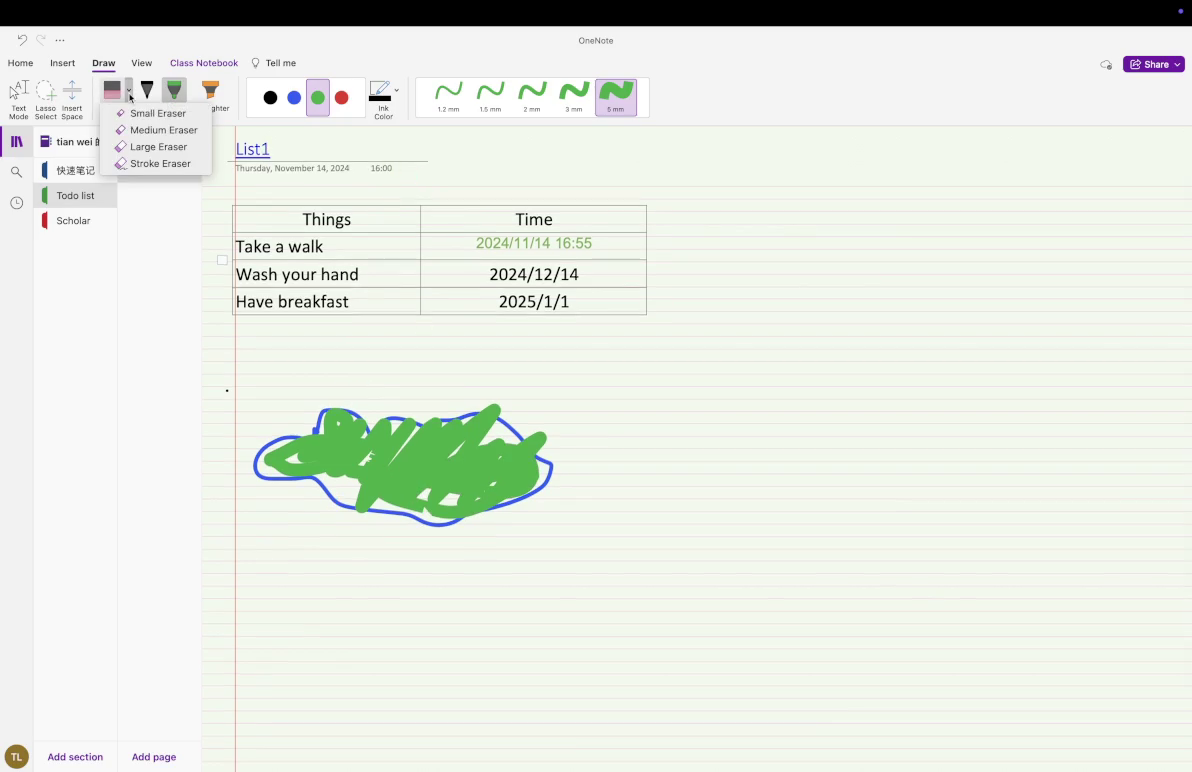 OneNote
Home Insert Draw View Class Notebook Tell me Share
Text Mode Lasso Select Insert Space
Ink Color
1.2 mm 1.5 mm 2 mm 3 mm 5 mm
Small Eraser
Medium Eraser
Large Eraser
Stroke Eraser
tian wei
快速笔记
Todo list
Scholar
List1
Thursday, November 14, 2024 16:00
Things Time
Take a walk 2024/11/14 16:55
Wash your hand 2024/12/14
Have breakfast 2025/1/1
TL Add section Add page